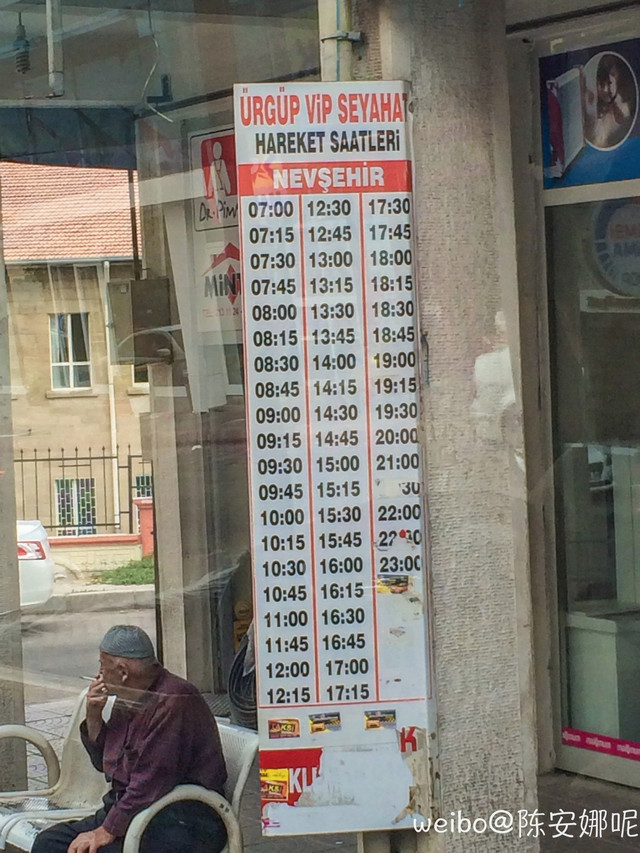 ÜRGÜP ViP SEYAHAT
HAREKET SAATLERi
NEVŞEHİR
07:00 12:30 17:30
07:15 12:45 17:45
07:30 13:00 18:00
07:45 13:15 18:15
08:00 13:30 18:30
08:15 13:45 18:45
08:30 14:00 19:00
08:45 14:15 19:15
09:00 14:30 19:30
09:15 14:45 20:00
09:30 15:00 21:00
09:45 15:15 :30
10:00 15:30 22:00
10:15 15:45
10:30 16:00 23:00
10:45 16:15
11:00 16:30
11:45 16:45
12:00 17:00
12:15 17:15
KU
K
weibo@陈安娜呢